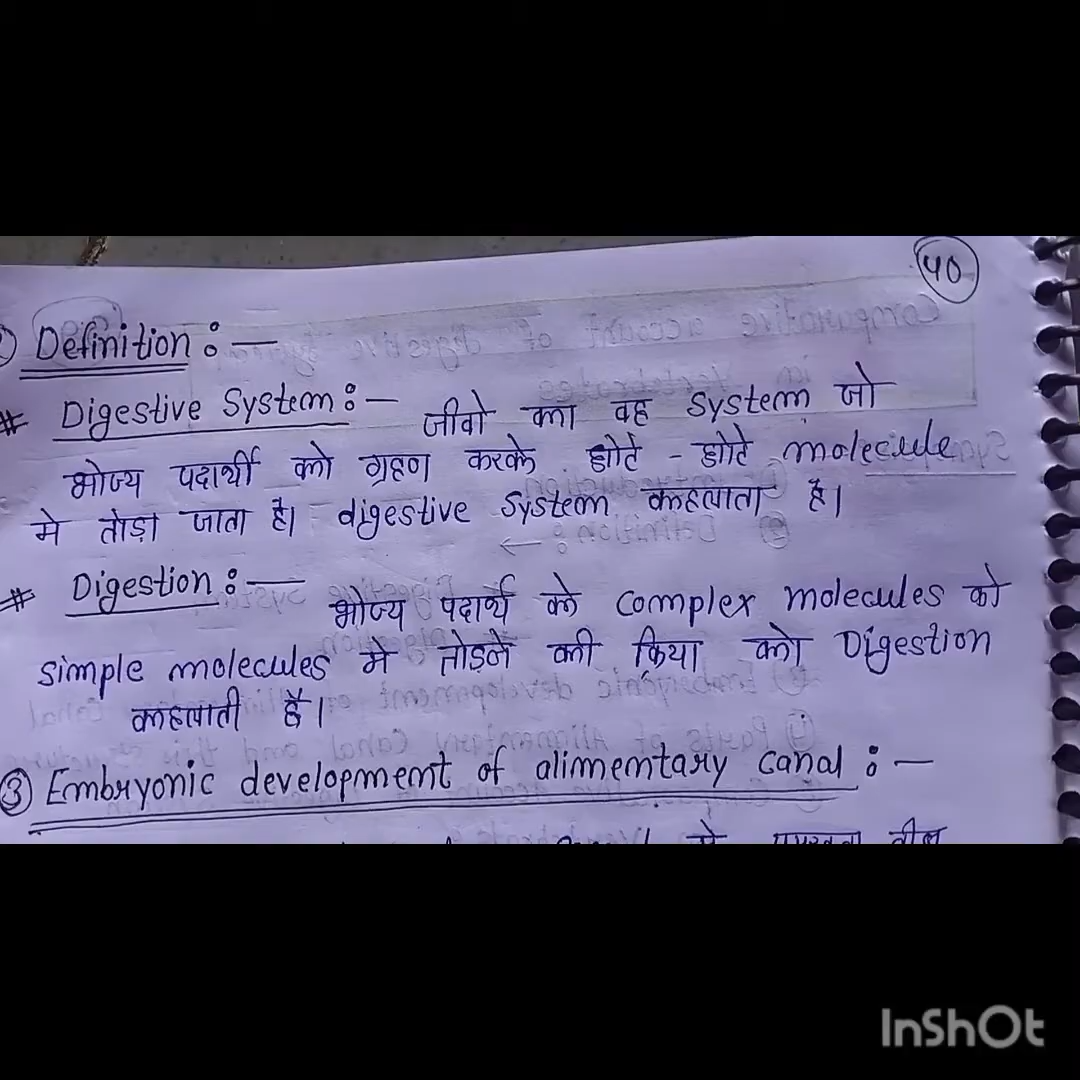 40
Definition :—
# Digestive System :— जीवो का वह System जो
भोज्य पदार्थो को ग्रहण करके छोटे - छोटे molecule
मे तोड़ा जाता है। digestive system कहलाता है।
# Digestion :—
भोज्य पदार्थ के complex molecules को
simple molecules मे तोड़ने की क्रिया को Digestion
कहलाती है।
③ Embryonic development of alimentary canal :—
मे
InShOt